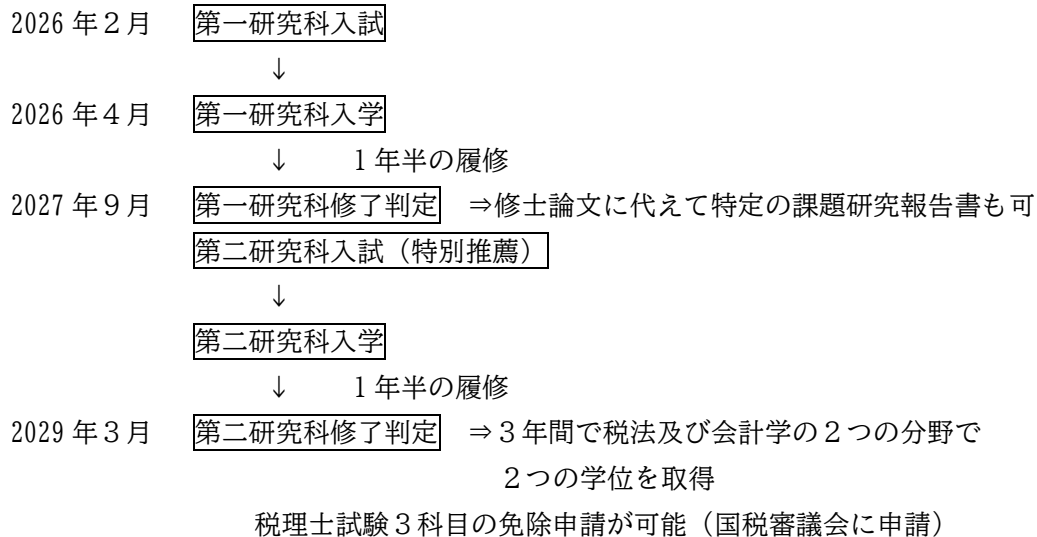 2026年2月 第一研究科入試
↓
2026年4月 第一研究科入学
↓ 1年半の履修
2027年9月 第一研究科修了判定 ⇒修士論文に代えて特定の課題研究報告書も可
第二研究科入試（特別推薦）
↓
第二研究科入学
↓ 1年半の履修
2029年3月 第二研究科修了判定 ⇒3年間で税法及び会計学の2つの分野で
2つの学位を取得
税理士試験3科目の免除申請が可能（国税審議会に申請）